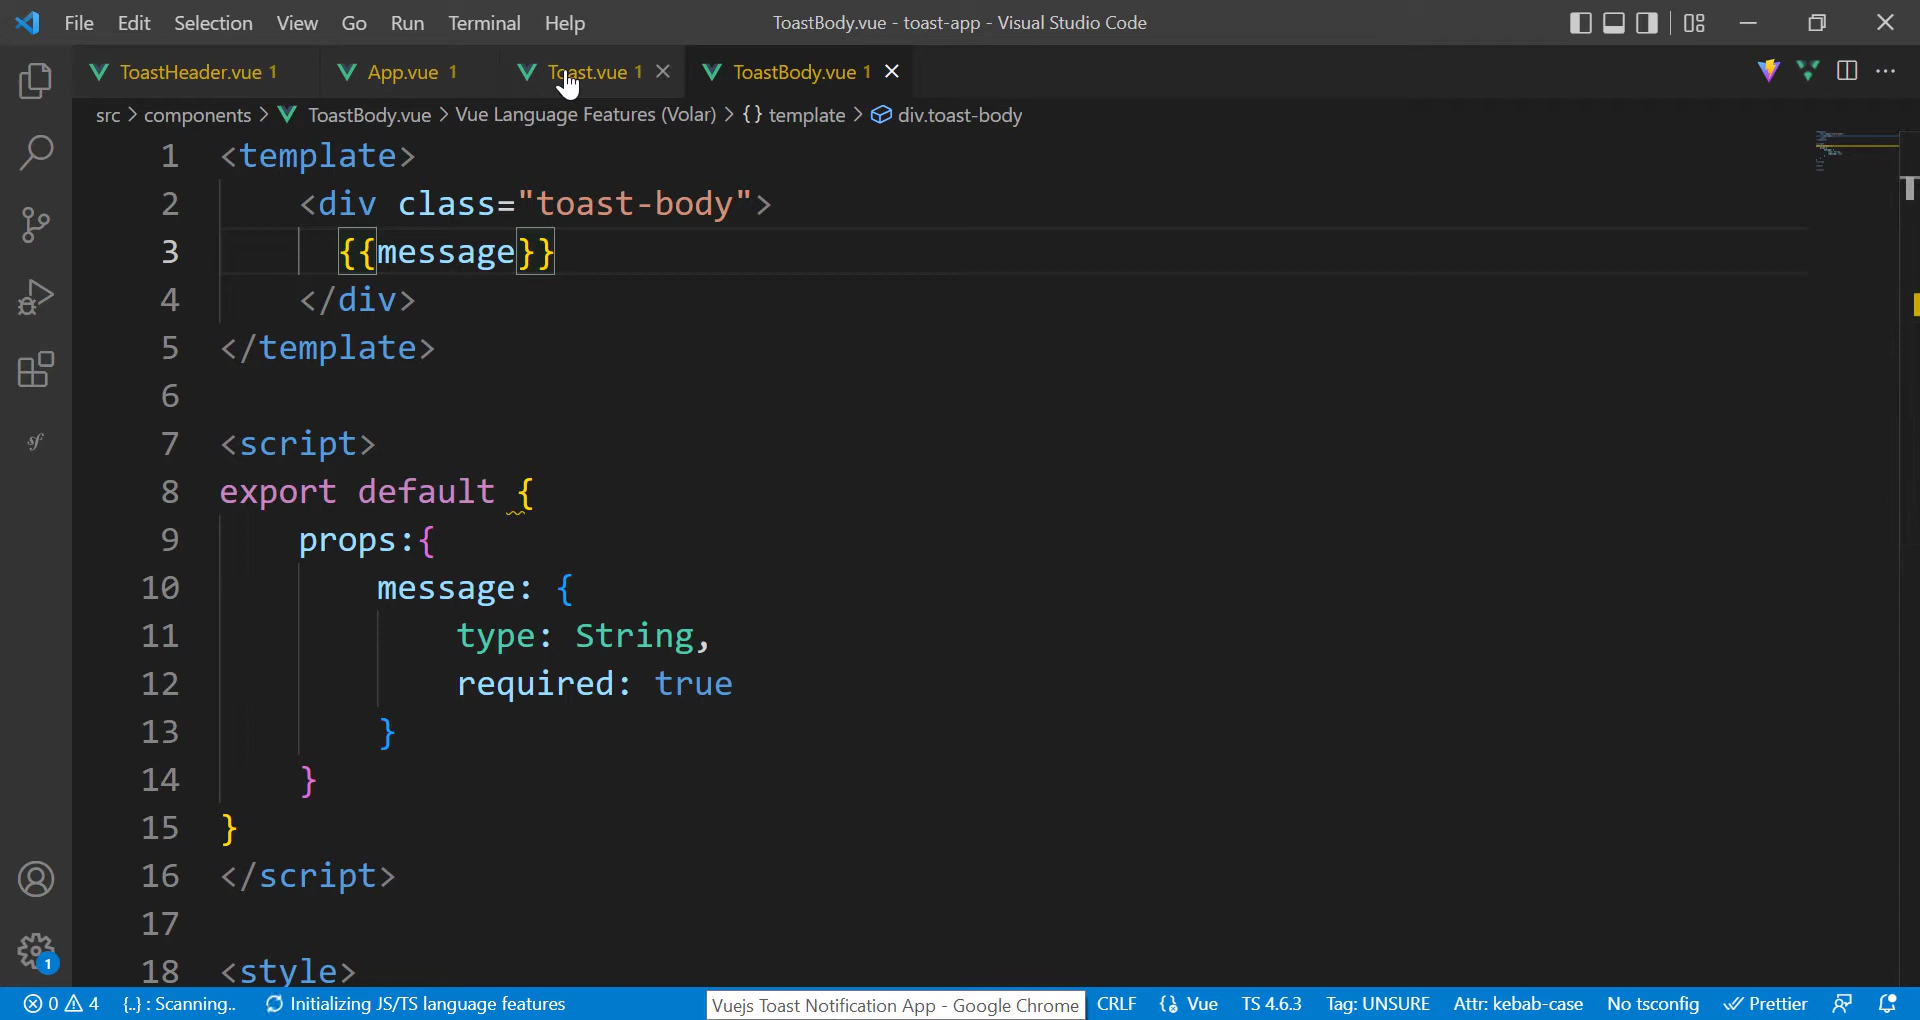 File Edit Selection View Go Run Terminal Help ToastBody.vue - toast-app - Visual Studio Code
ToastHeader.vue 1 App.vue 1 Toast.vue 1 ToastBody.vue 1
src > components > ToastBody.vue > Vue Language Features (Volar) > {} template > div.toast-body
1 <template>
2 <div class="toast-body">
3 {{message}}
4 </div>
5 </template>
6
7 <script>
8 export default {
9 props:{
10 message: {
11 type: String,
12 required: true
13 }
14 }
15 }
16 </script>
17
18 <style>
0 4 {..} : Scanning.. Initializing JS/TS language features Vuejs Toast Notification App - Google Chrome CRLF Vue TS 4.6.3 Tag: UNSURE Attr: kebab-case No tsconfig Prettier
1